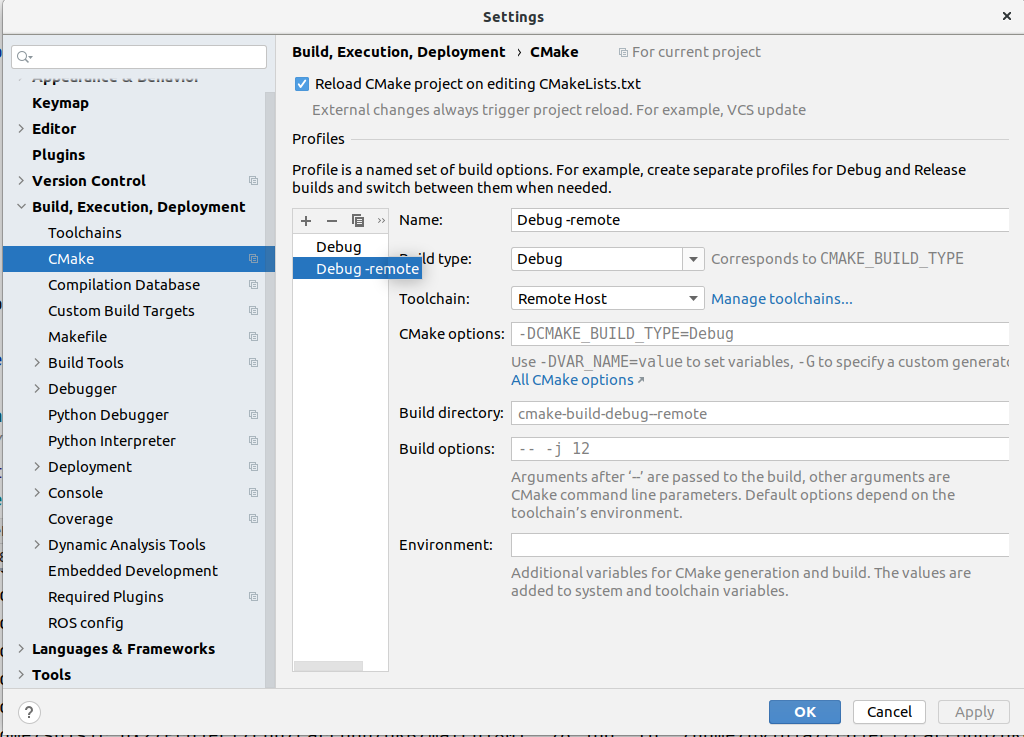 Settings
Build, Execution, Deployment › CMake For current project
Appearance & Behavior
Keymap
Editor
Plugins
Version Control
Build, Execution, Deployment
Toolchains
CMake
Compilation Database
Custom Build Targets
Makefile
Build Tools
Debugger
Python Debugger
Python Interpreter
Deployment
Console
Coverage
Dynamic Analysis Tools
Embedded Development
Required Plugins
ROS config
Languages & Frameworks
Tools
Reload CMake project on editing CMakeLists.txt
External changes always trigger project reload. For example, VCS update
Profiles
Profile is a named set of build options. For example, create separate profiles for Debug and Release
builds and switch between them when needed.
Debug
Debug -remote
Name: Debug -remote
Build type: Debug Corresponds to CMAKE_BUILD_TYPE
Toolchain: Remote Host Manage toolchains...
CMake options: -DCMAKE_BUILD_TYPE=Debug
Use -DVAR_NAME=value to set variables, -G to specify a custom generato
All CMake options ↗
Build directory: cmake-build-debug--remote
Build options: -- -j 12
Arguments after ‘--’ are passed to the build, other arguments are
CMake command line parameters. Default options depend on the
toolchain’s environment.
Environment:
Additional variables for CMake generation and build. The values are
added to system and toolchain variables.
?
OK Cancel Apply